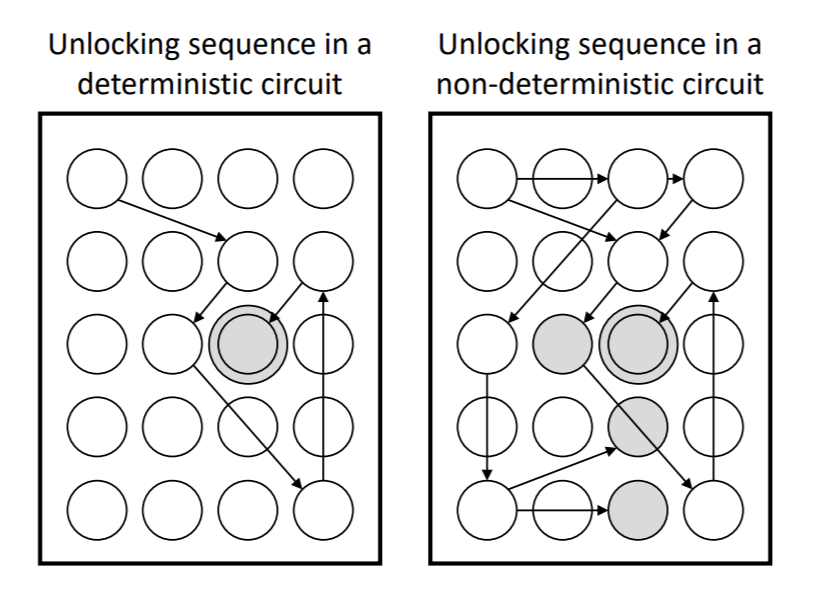 Unlocking sequence in a
deterministic circuit
Unlocking sequence in a
non-deterministic circuit